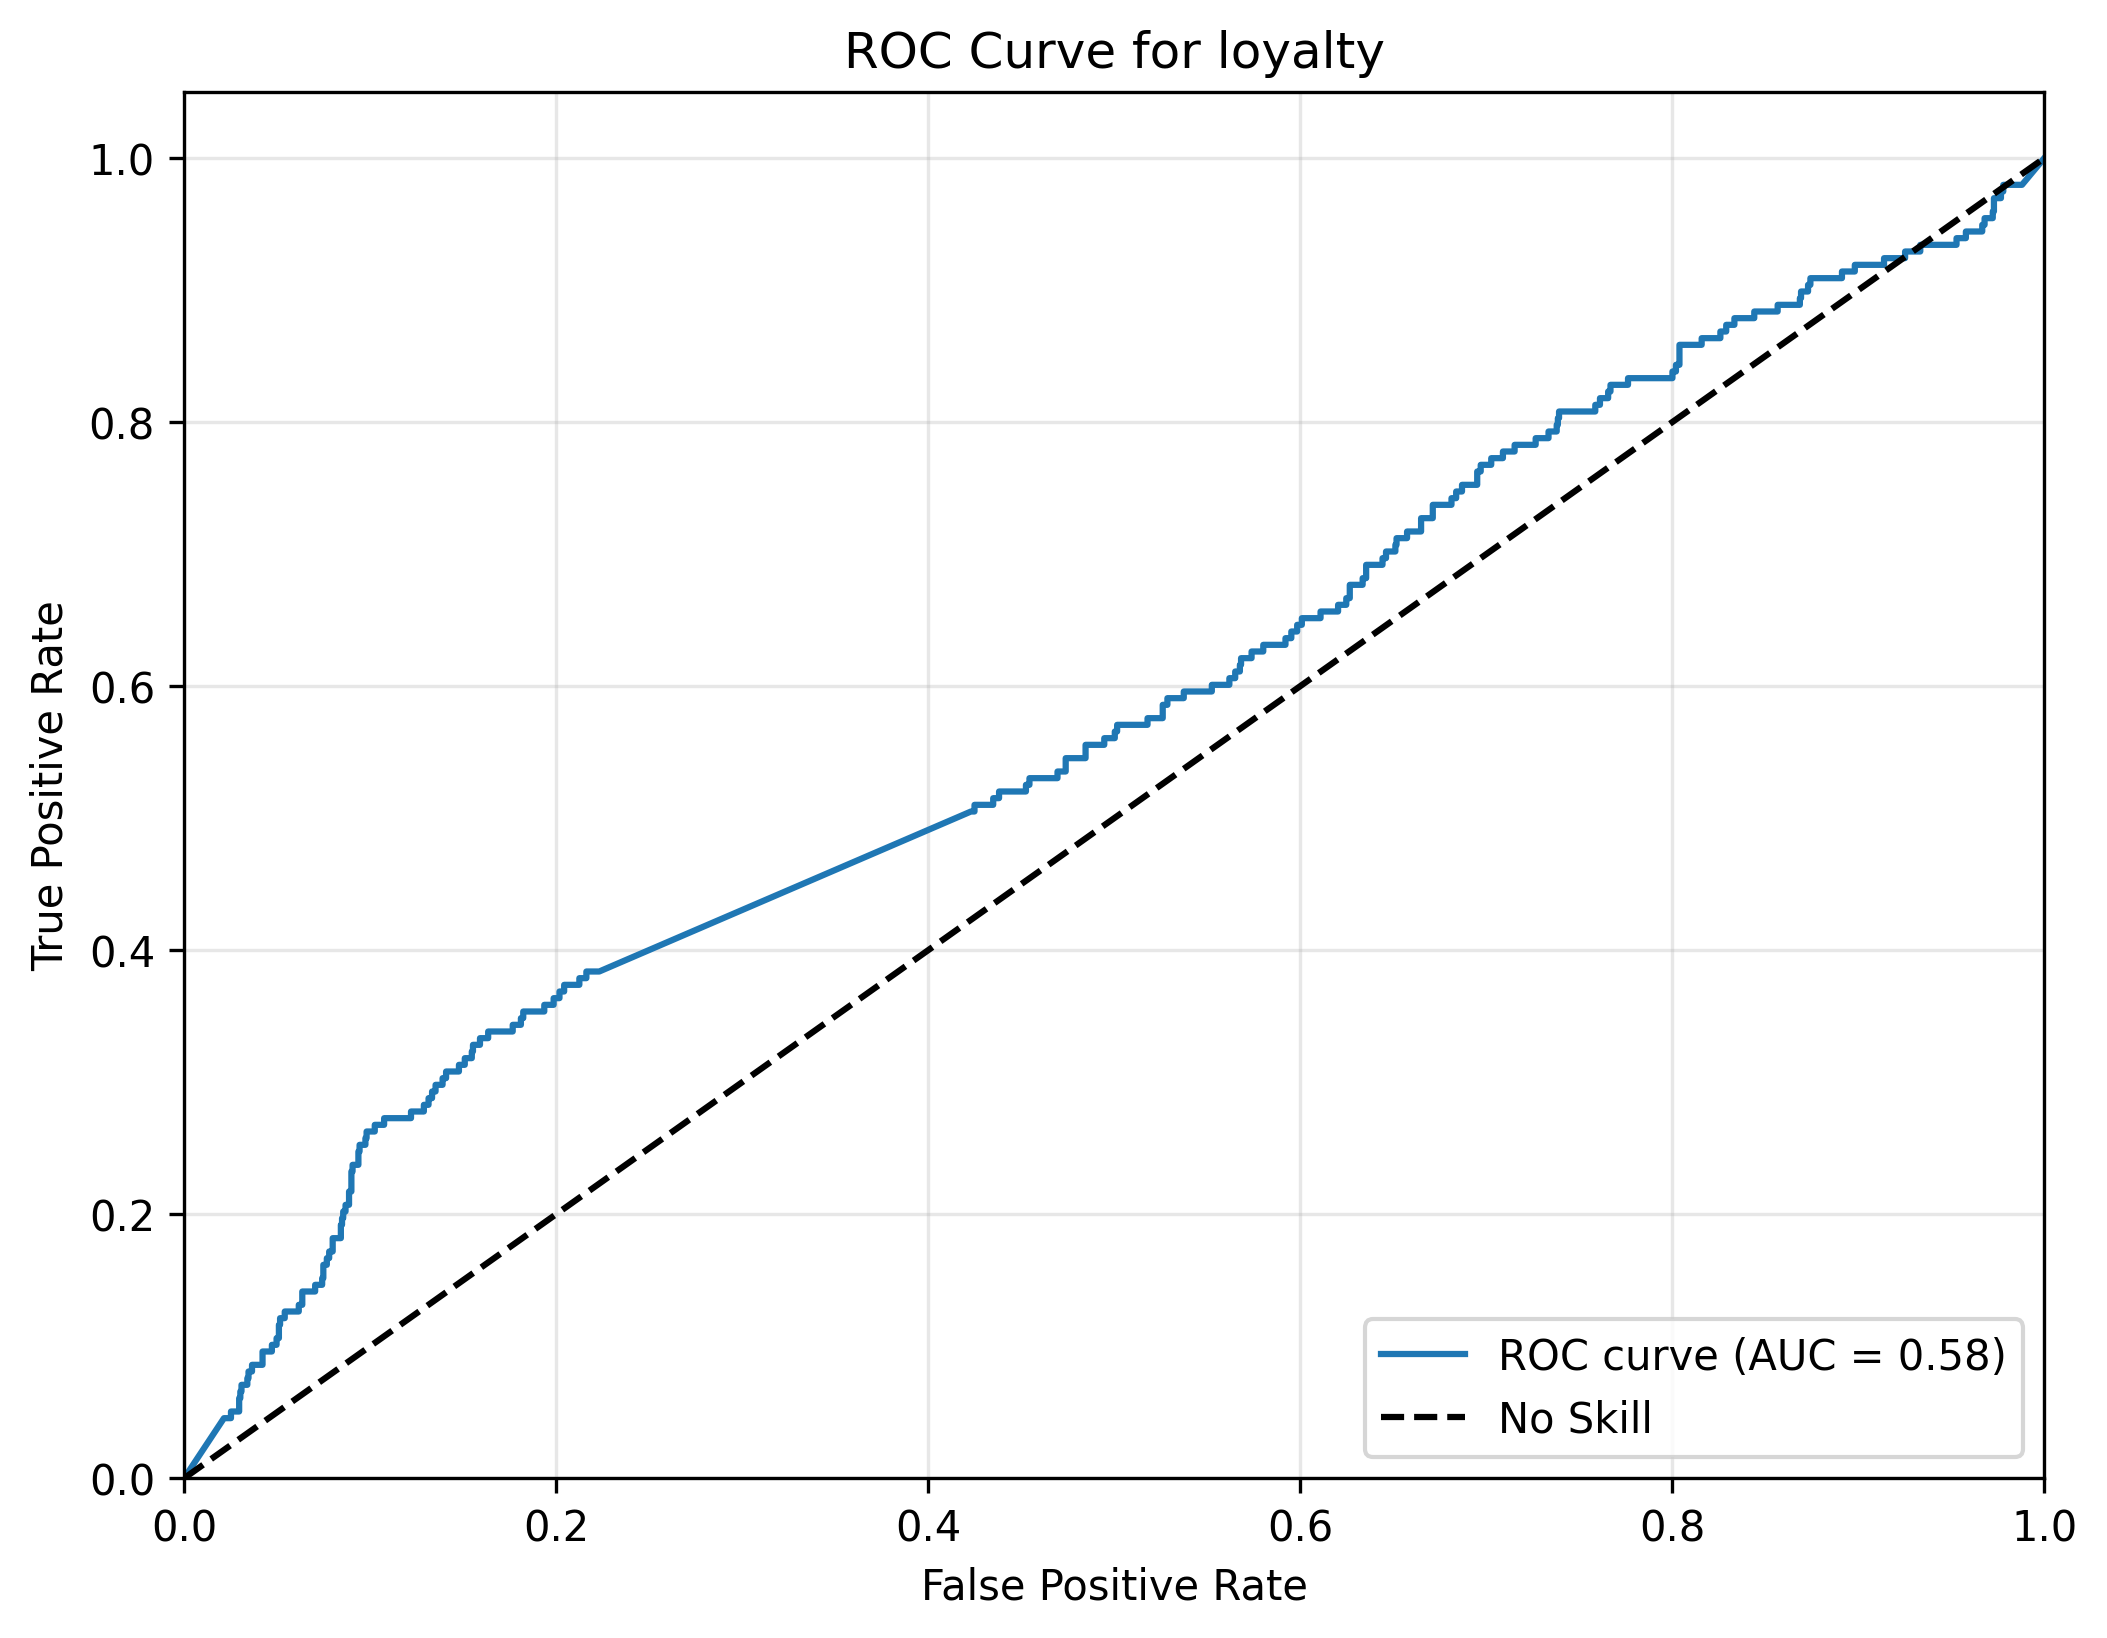 ROC Curve for loyalty
True Positive Rate
1.0
0.8
0.6
0.4
0.2
0.0
0.0 0.2 0.4 0.6 0.8 1.0
False Positive Rate
ROC curve (AUC = 0.58)
No Skill